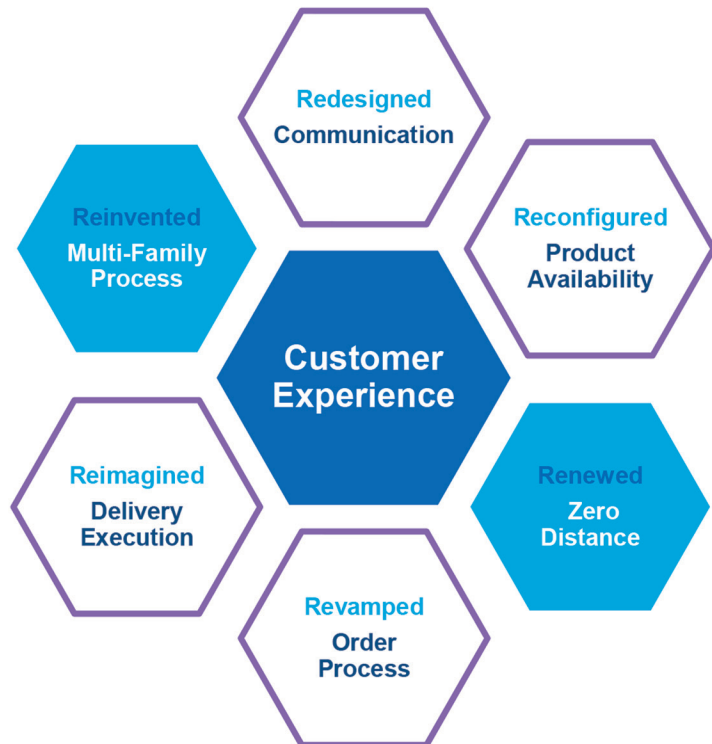 Redesigned
Communication
Reinvented
Multi-Family
Process
Reconfigured
Product
Availability
Customer
Experience
Reimagined
Delivery
Execution
Renewed
Zero
Distance
Revamped
Order
Process